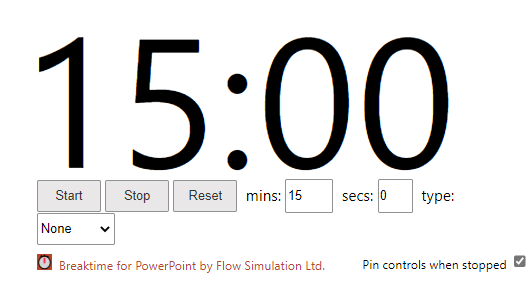 15:00
Start Stop Reset mins: 15 secs: 0 type:
None
Breaktime for PowerPoint by Flow Simulation Ltd. Pin controls when stopped